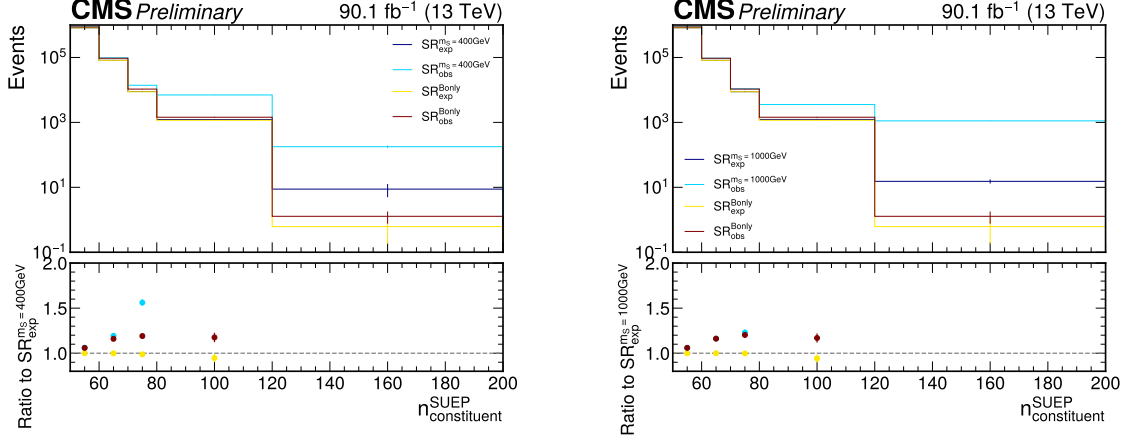 CMS Preliminary 90.1 fb⁻¹ (13 TeV)
Events
10⁵
10³
10¹
10⁻¹
SR_exp^{m_S = 400GeV}
SR_obs^{m_S = 400GeV}
SR_exp^{Bonly}
SR_obs^{Bonly}
Ratio to SR_exp^{m_S = 400GeV}
2.0
1.5
1.0
60 80 100 120 140 160 180 200
n_constituent^{SUEP}
CMS Preliminary 90.1 fb⁻¹ (13 TeV)
Events
10⁵
10³
10¹
10⁻¹
SR_exp^{m_S = 1000GeV}
SR_obs^{m_S = 1000GeV}
SR_exp^{Bonly}
SR_obs^{Bonly}
Ratio to SR_exp^{m_S = 1000GeV}
2.0
1.5
1.0
60 80 100 120 140 160 180 200
n_constituent^{SUEP}